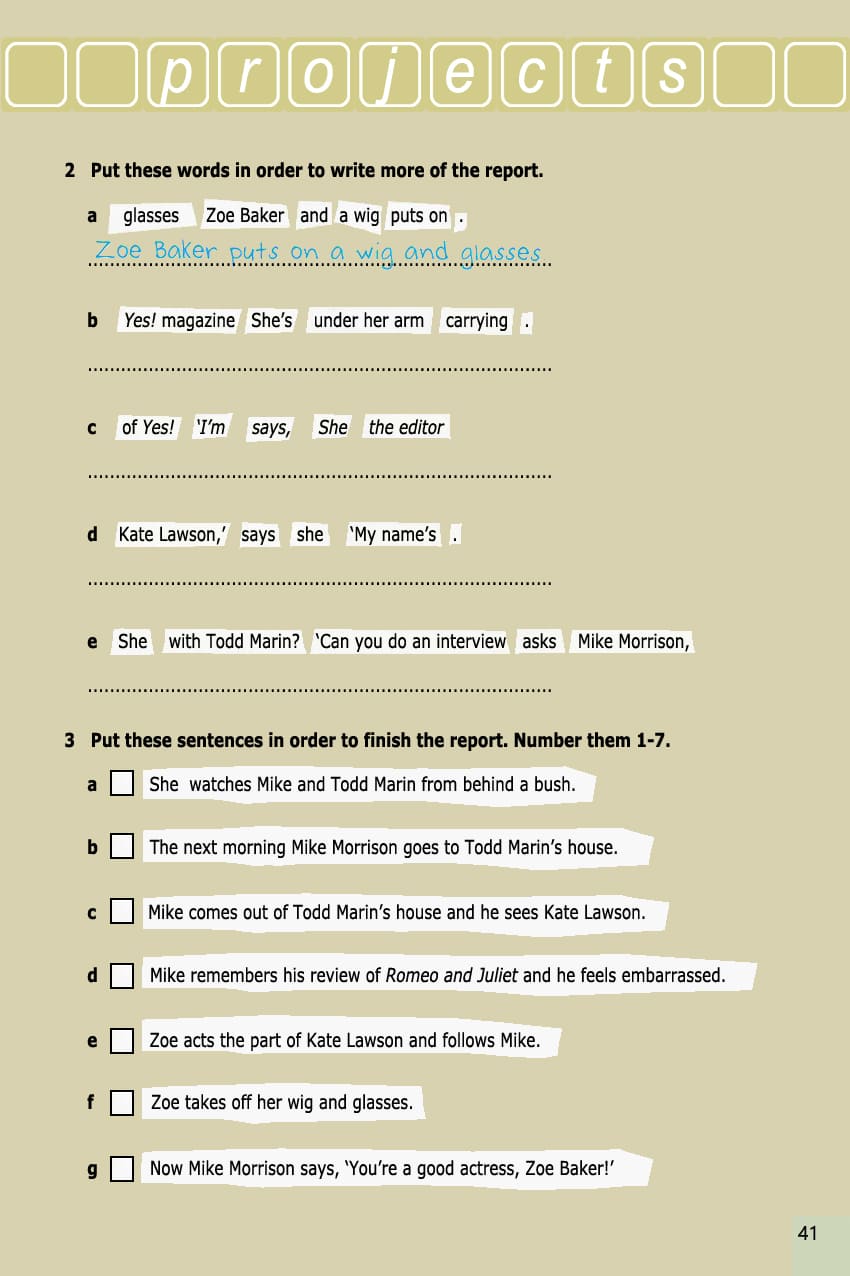 projects
2 Put these words in order to write more of the report.
a glasses Zoe Baker and a wig puts on .
Zoe Baker puts on a wig and glasses
b Yes! magazine She's under her arm carrying .
c of Yes! 'I'm says, She the editor
d Kate Lawson,' says she 'My name's .
e She with Todd Marin? 'Can you do an interview asks Mike Morrison,
3 Put these sentences in order to finish the report. Number them 1-7.
a She watches Mike and Todd Marin from behind a bush.
b The next morning Mike Morrison goes to Todd Marin's house.
c Mike comes out of Todd Marin's house and he sees Kate Lawson.
d Mike remembers his review of Romeo and Juliet and he feels embarrassed.
e Zoe acts the part of Kate Lawson and follows Mike.
f Zoe takes off her wig and glasses.
g Now Mike Morrison says, 'You're a good actress, Zoe Baker!'
41